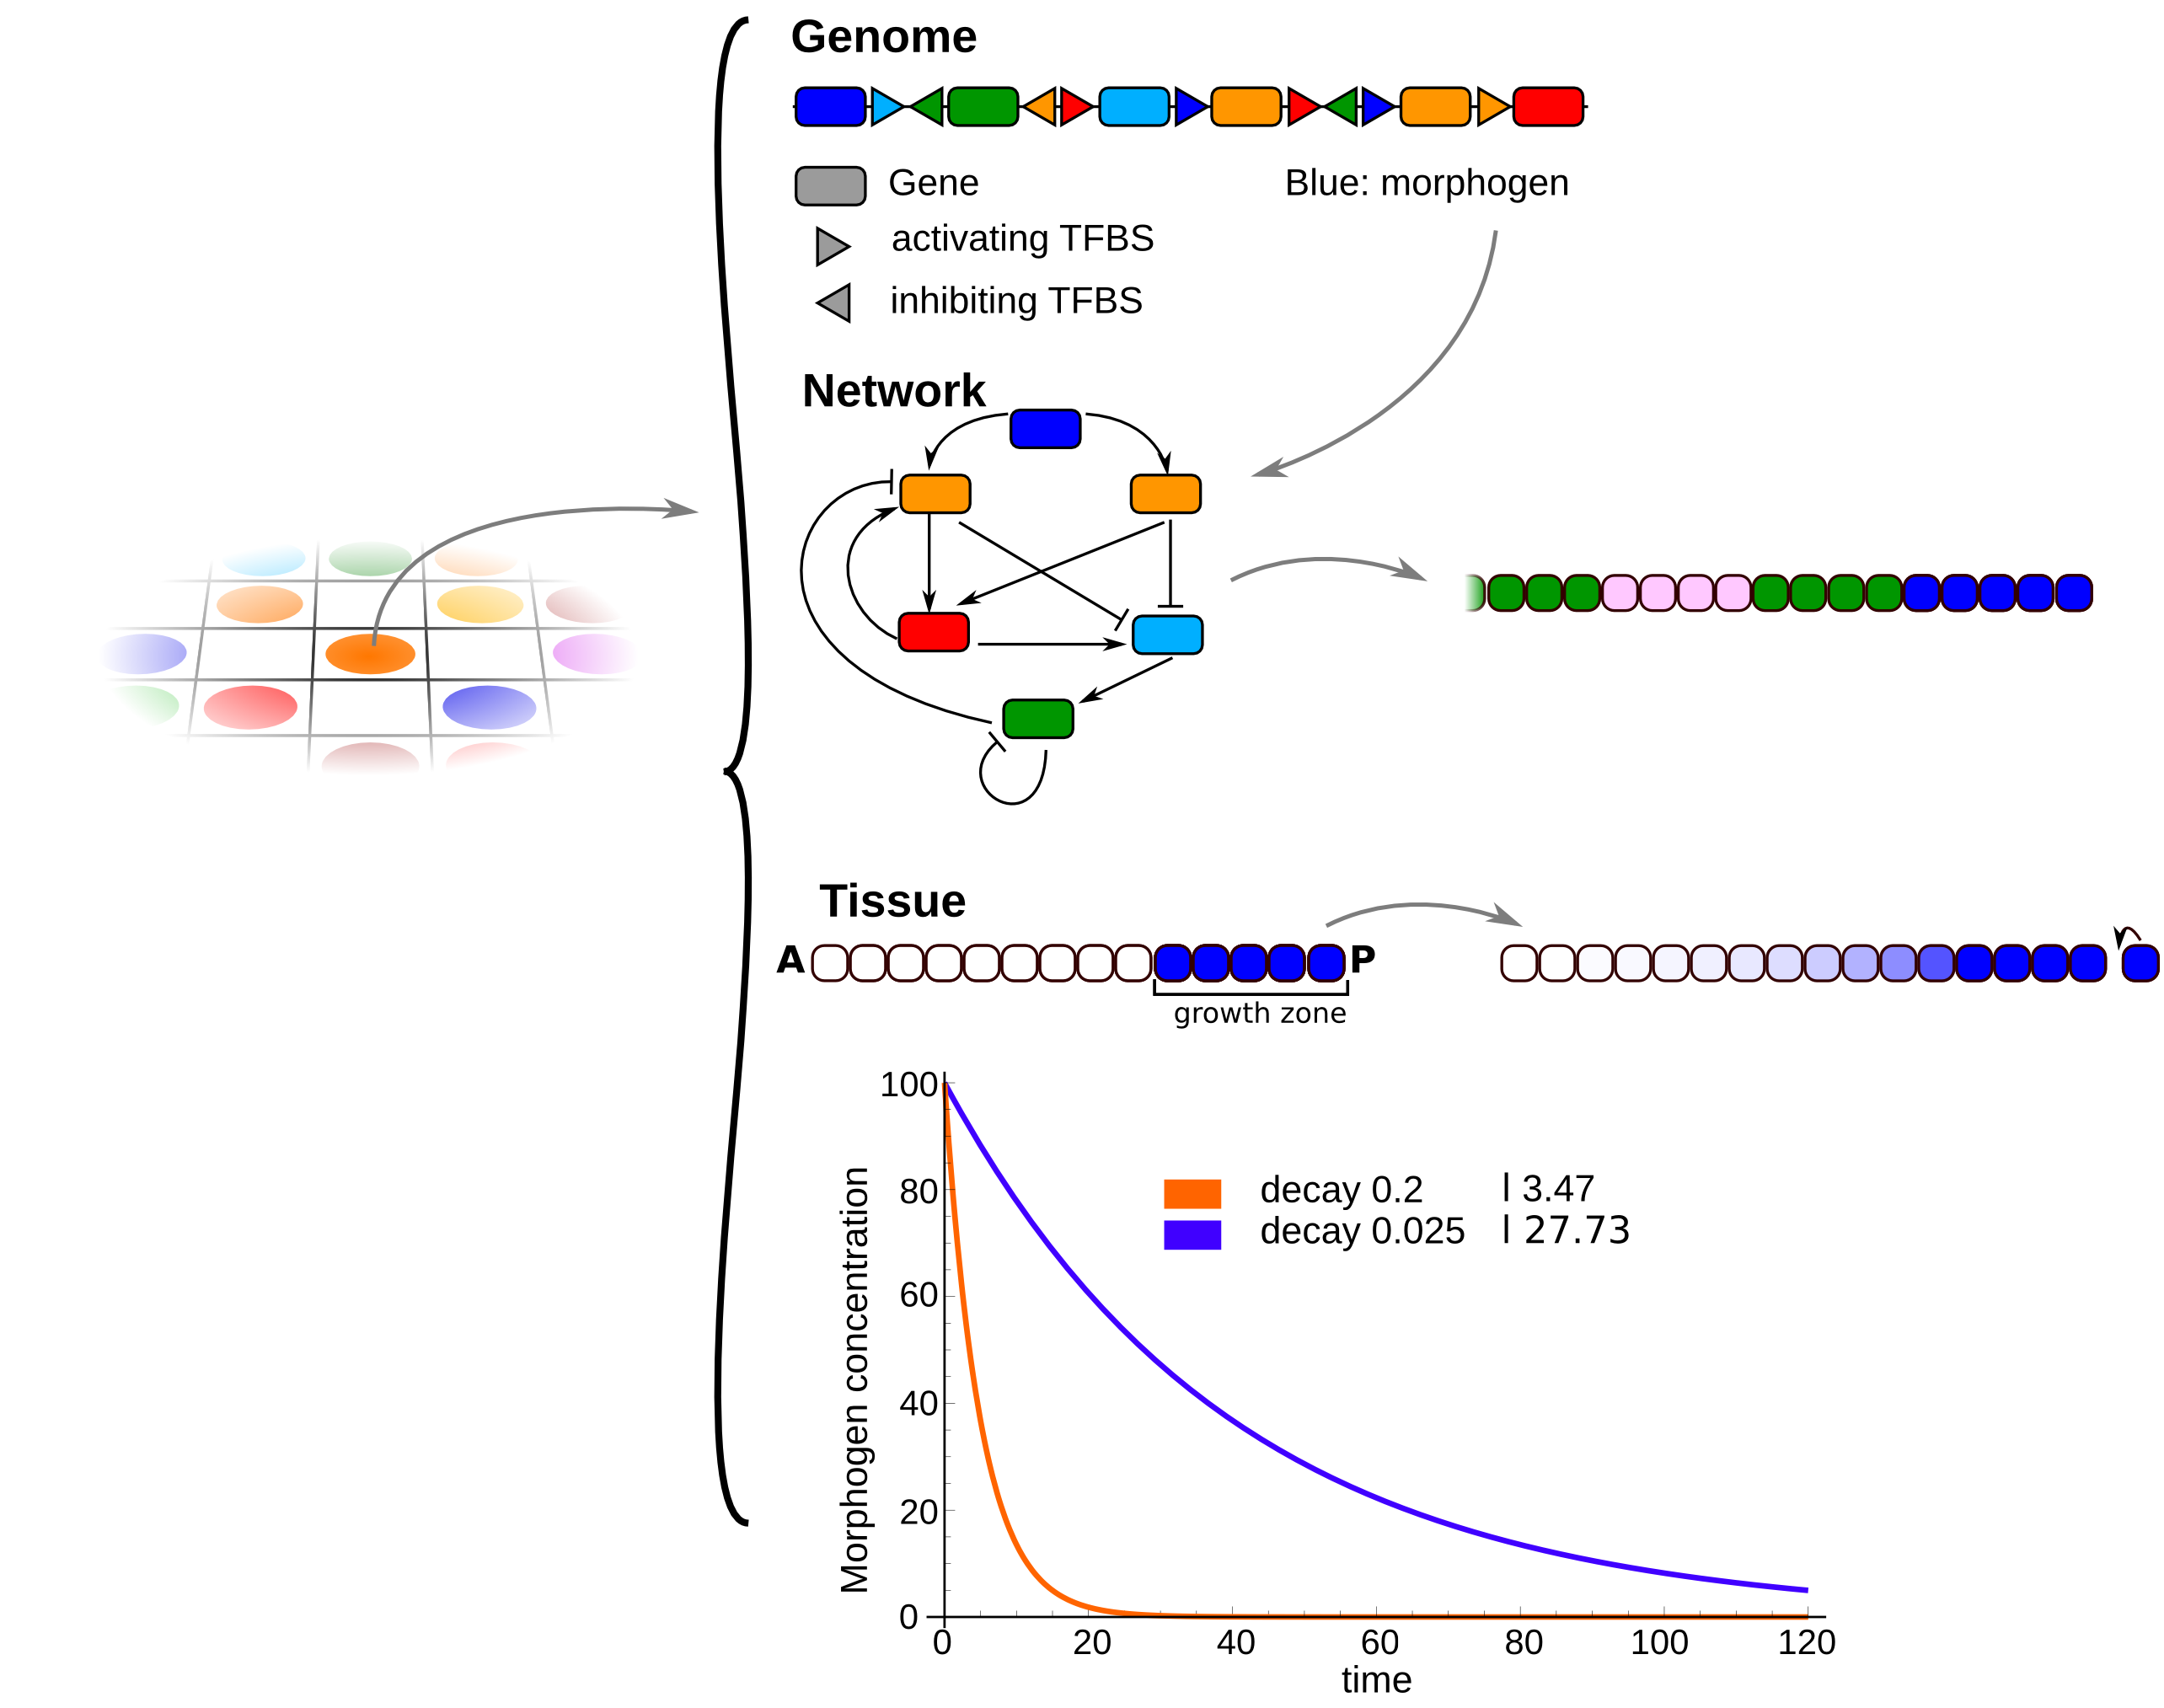 Genome
Gene
Blue: morphogen
activating TFBS
inhibiting TFBS
Network
Tissue
A
P
growth zone
Morphogen concentration
100
80
60
40
20
0
decay 0.2 l 3.47
decay 0.025 l 27.73
0 20 40 60 80 100 120
time